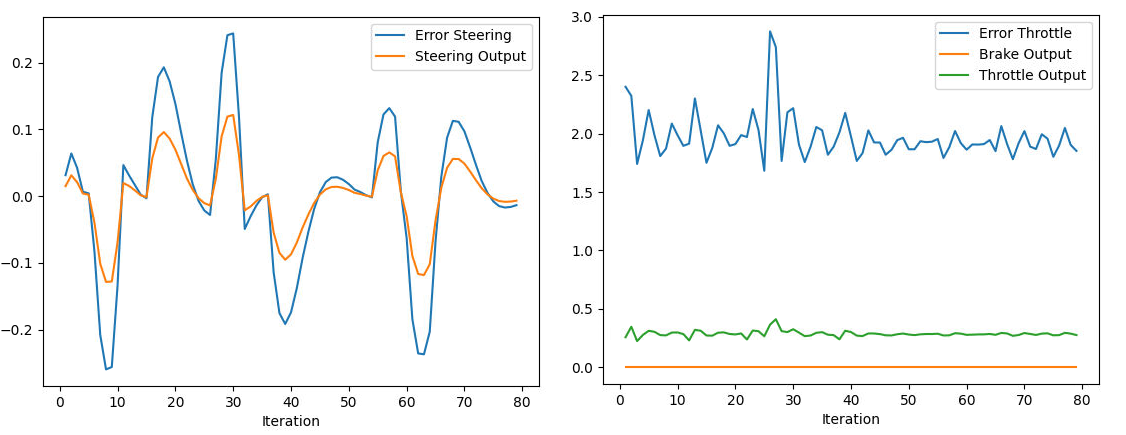 Error Steering
Steering Output
0.2
0.1
0.0
−0.1
−0.2
0 10 20 30 40 50 60 70 80
Iteration
Error Throttle
Brake Output
Throttle Output
3.0
2.5
2.0
1.5
1.0
0.5
0.0
0 10 20 30 40 50 60 70 80
Iteration